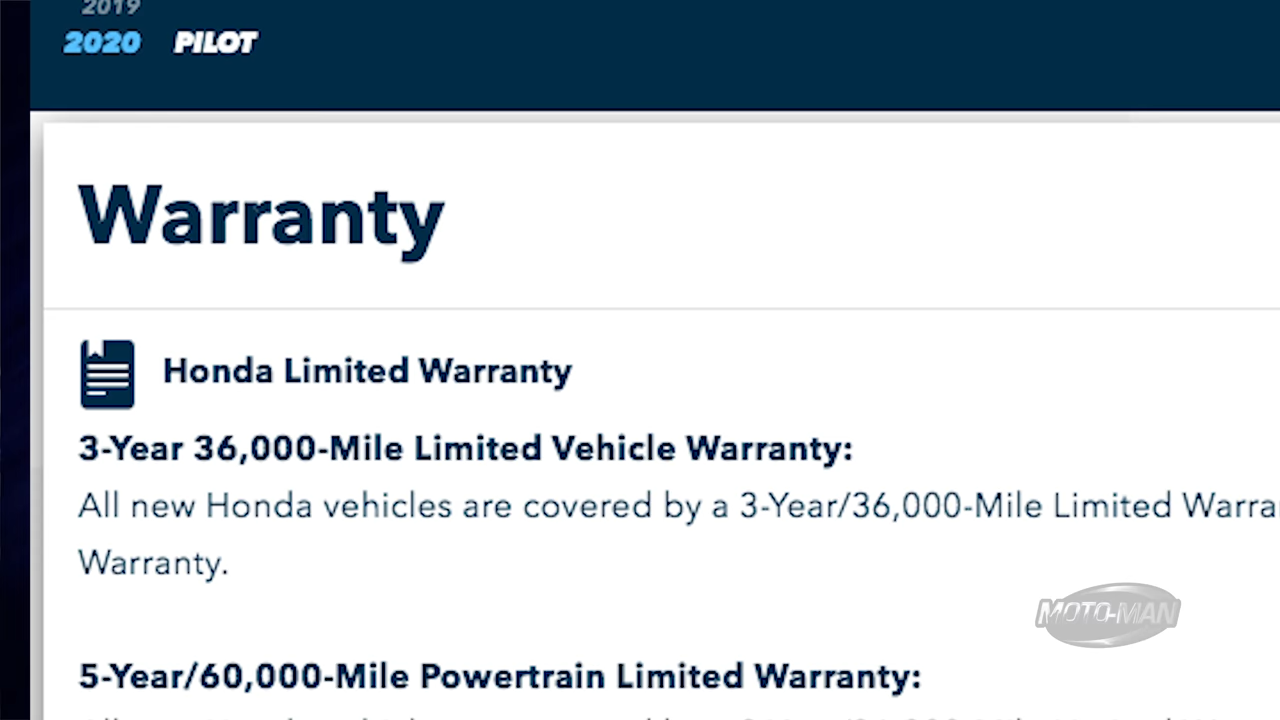 2019
2020 PILOT
Warranty
Honda Limited Warranty
3-Year 36,000-Mile Limited Vehicle Warranty:
All new Honda vehicles are covered by a 3-Year/36,000-Mile Limited
Warranty.
MOTO-MAN
5-Year/60,000-Mile Powertrain Limited Warranty: